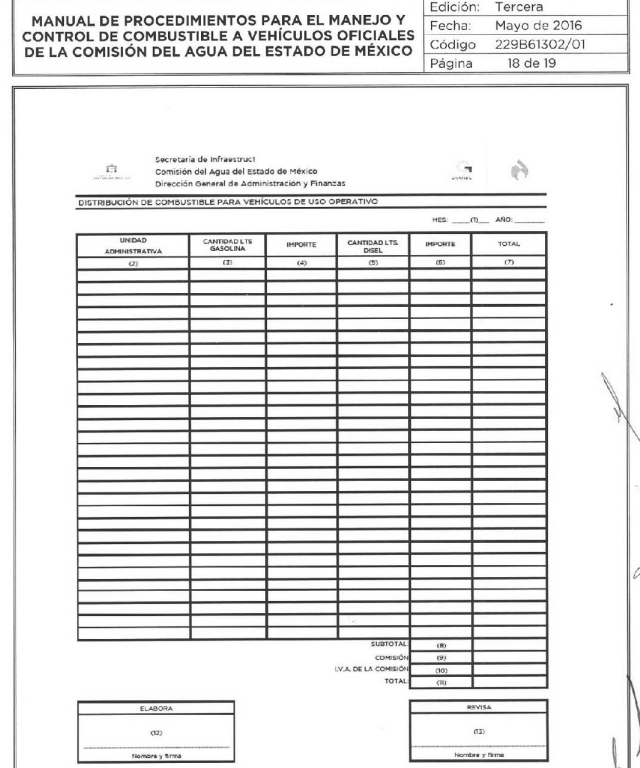 MANUAL DE PROCEDIMIENTOS PARA EL MANEJO Y
CONTROL DE COMBUSTIBLE A VEHÍCULOS OFICIALES
DE LA COMISIÓN DEL AGUA DEL ESTADO DE MÉXICO
Edición: Tercera
Fecha: Mayo de 2016
Código 229B61302/01
Página 18 de 19
Secretaría de Infraestruct
Comisión del Agua del Estado de México
Dirección General de Administración y Finanzas
DISTRIBUCIÓN DE COMBUSTIBLE PARA VEHÍCULOS DE USO OPERATIVO
MES: ____(1)__ AÑO: _______
UNIDAD ADMINISTRATIVA CANTIDAD LTS GASOLINA IMPORTE CANTIDAD LTS. DISEL IMPORTE TOTAL
(2) (3) (4) (5) (6) (7)
SUBTOTAL: (8)
COMISIÓN (9)
I.V.A. DE LA COMISIÓN (10)
TOTAL: (11)
ELABORA
(12)
Nombre y firma
REVISA
(13)
Nombre y firma